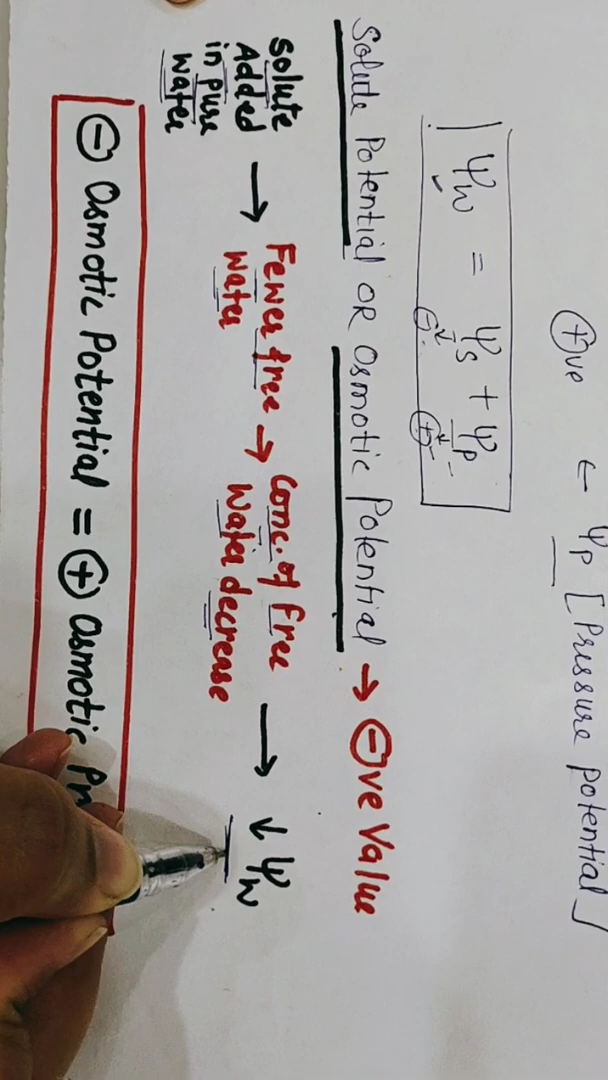 ⊕ve ← Ψp [Pressure potential]
Ψw = Ψs + Ψp
⊖ ⊕
Solute Potential OR Osmotic Potential → ⊖ve Value
Solute Added in pure water → Fewer free water → Conc. of free Water decrease → ↓ Ψw
⊖ Osmotic Potential = ⊕ Osmotic Pr